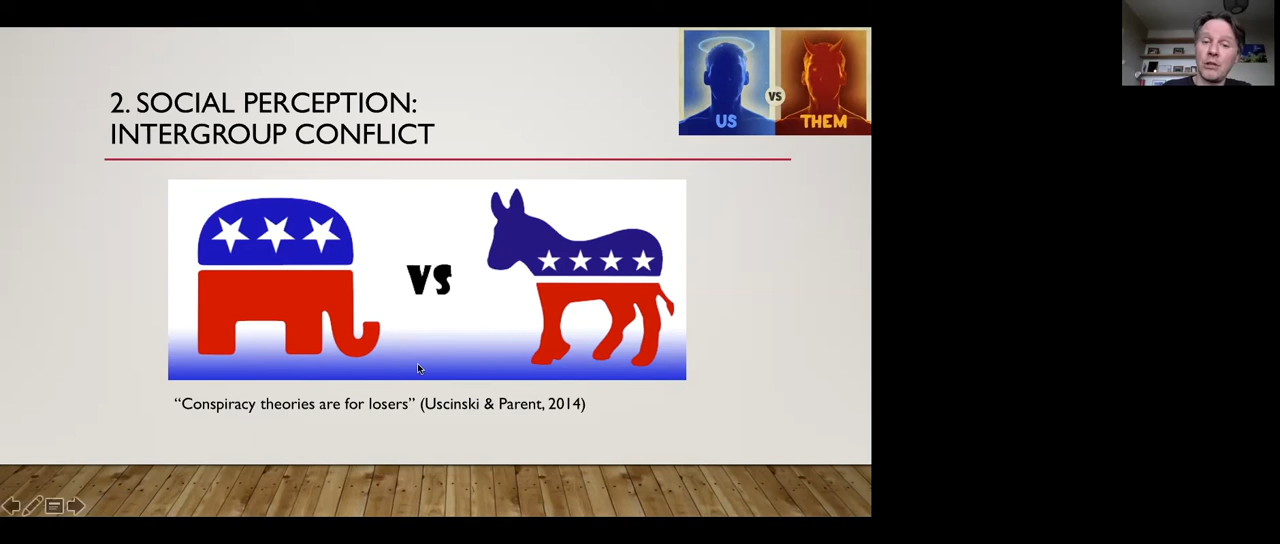 2. SOCIAL PERCEPTION:
INTERGROUP CONFLICT
US
VS
THEM
VS
“Conspiracy theories are for losers” (Uscinski & Parent, 2014)